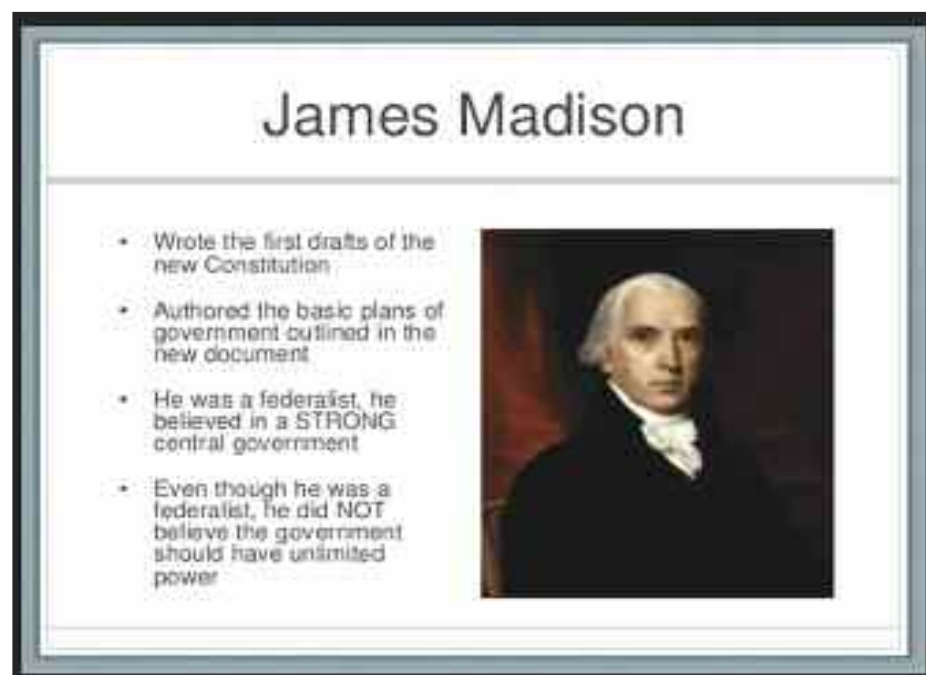 James Madison
• Wrote the first drafts of the
new Constitution
• Authored the basic plans of
government outlined in the
new document
• He was a federalist, he
believed in a STRONG
central government
• Even though he was a
federalist, he did NOT
believe the government
should have unlimited
power